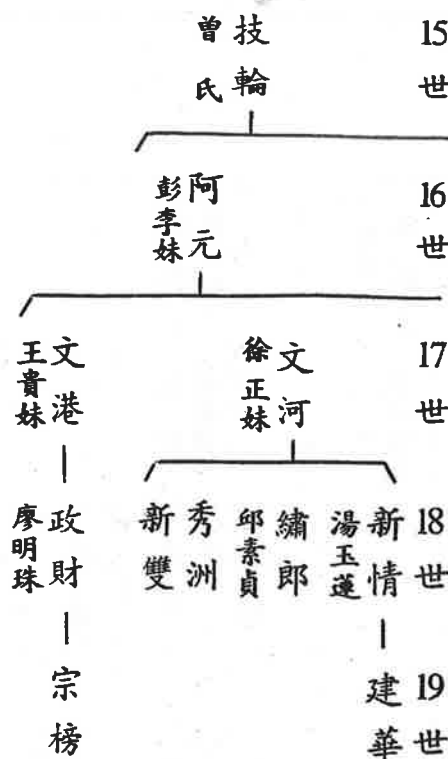 15世
技輪
曾氏
16世
阿元
彭李妹
17世
文河
徐正妹
文港
王貴妹
18世
新情
湯玉蓮
繡郎
邱素貞
秀洲
新雙
政財
廖明珠
19世
建華
宗榜